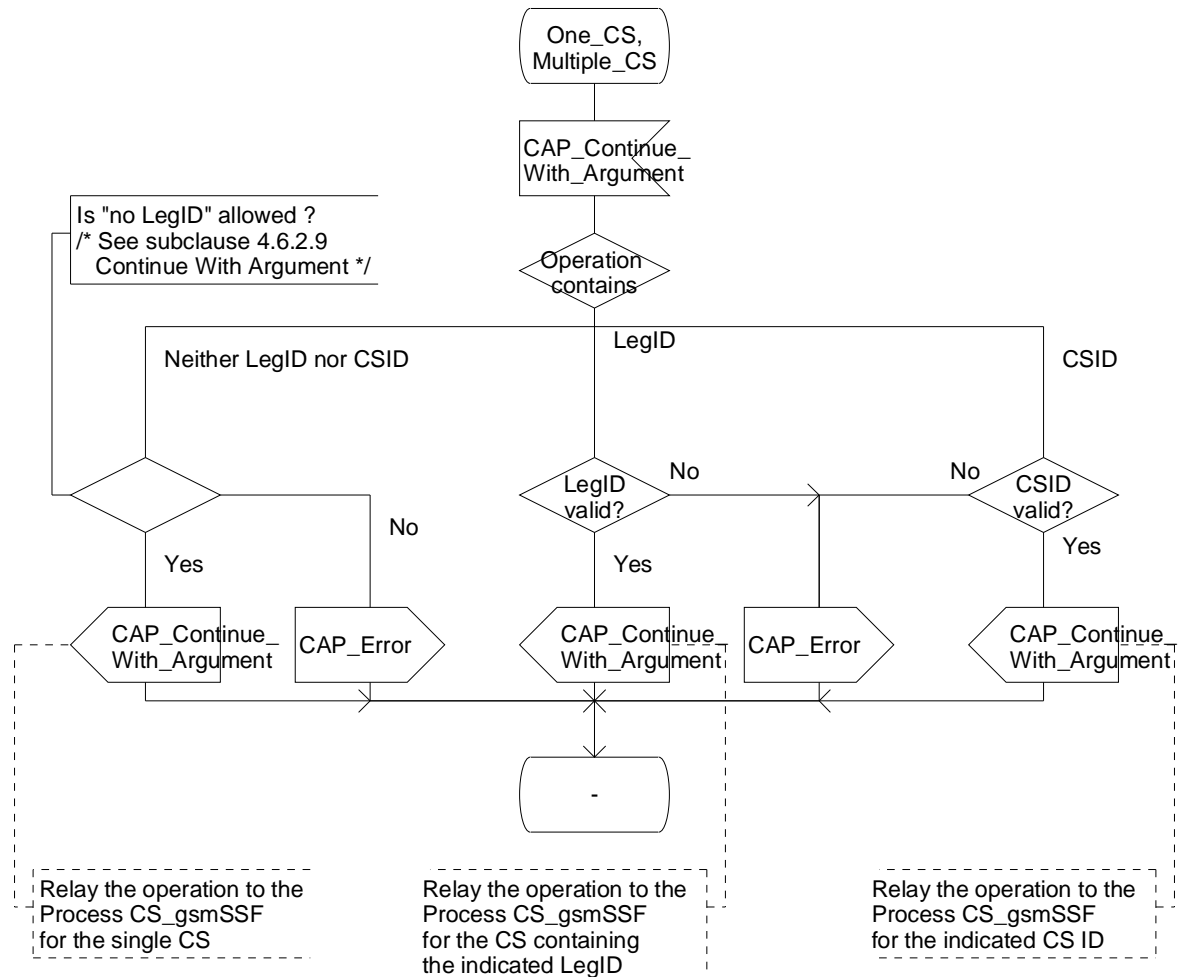 One_CS,
Multiple_CS
CAP_Continue_
With_Argument
Is "no LegID" allowed ?
/* See subclause 4.6.2.9
Continue With Argument */
Operation
contains
Neither LegID nor CSID
LegID
CSID
No
LegID
valid?
No
No
CSID
valid?
Yes
Yes
Yes
CAP_Continue_
With_Argument
CAP_Error
CAP_Continue_
With_Argument
CAP_Error
CAP_Continue_
With_Argument
-
Relay the operation to the
Process CS_gsmSSF
for the single CS
Relay the operation to the
Process CS_gsmSSF
for the CS containing
the indicated LegID
Relay the operation to the
Process CS_gsmSSF
for the indicated CS ID